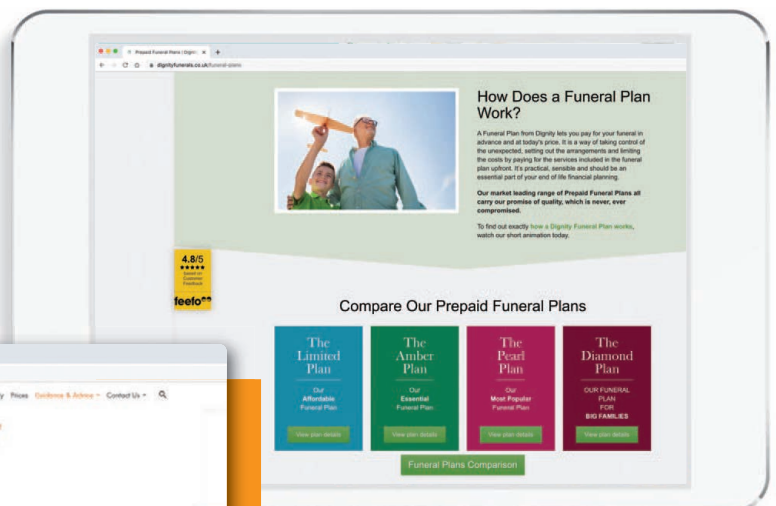 Prepaid Funeral Plans | Digni
dignityfunerals.co.uk/funeral-plans
How Does a Funeral Plan
Work?
A Funeral Plan from Dignity lets you pay for your funeral in
advance and at today's price. It is a way of taking control of
the unexpected, setting out the arrangements and limiting
the costs by paying for the services included in the funeral
plan upfront. It's practical, sensible and should be an
essential part of your end of life financial planning.
Our market leading range of Prepaid Funeral Plans all
carry our promise of quality, which is never, ever
compromised.
To find out exactly how a Dignity Funeral Plan works,
watch our short animation today.
4.8/5
based on
Customer
Feedback
feefo
Compare Our Prepaid Funeral Plans
The
Limited
Plan
Our
Affordable
Funeral Plan
View plan details
The
Amber
Plan
Our
Essential
Funeral Plan
View plan details
The
Pearl
Plan
Our
Most Popular
Funeral Plan
View plan details
The
Diamond
Plan
OUR FUNERAL
PLAN
FOR
BIG FAMILIES
View plan details
Funeral Plans Comparison
y Prices Guidance & Advice Contact Us